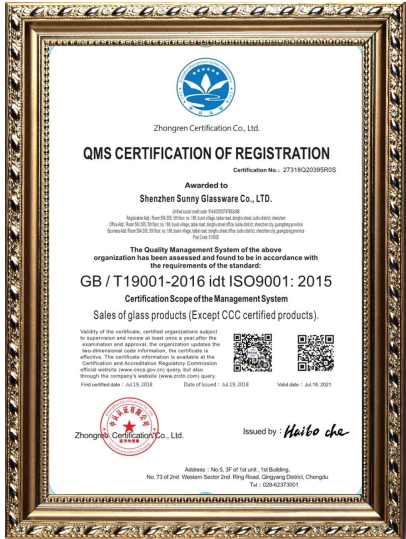 Zhongren Certification Co., Ltd.
QMS CERTIFICATION OF REGISTRATION
Certification No.: 27318Q20395R0S
Awarded to
Shenzhen Sunny Glassware Co., LTD.
The Quality Management System of the above
organization has been assessed and found to be in accordance with
the requirements of the standard:
GB / T19001-2016 idt ISO9001: 2015
Certification Scope of the Management System
Sales of glass products (Except CCC certified products).
Validity of the certificate, certified organizations subject
to supervision and review at least once a year, after the
examination and approval, the organization updates the
two-dimensional code information, the certificate is
effective. The certificate information is available at the
Certification and Accreditation Regulatory Commission
official website (www.cnca.gov.cn) query, but also
through the company's website (www.zrcln.com) query.
First certified date : Jul.19, 2018 Date of Issued : Jul.19, 2018 Valid date : Jul.18, 2021
Zhongren Certification Co., Ltd.
Issued by : Haibo che
Address : No.5, 3F of 1st unit , 1st Building,
No. 73 of 2nd Western Sector 2nd Ring Road, Qingyang District, Chengdu
Tel : 028-62373001